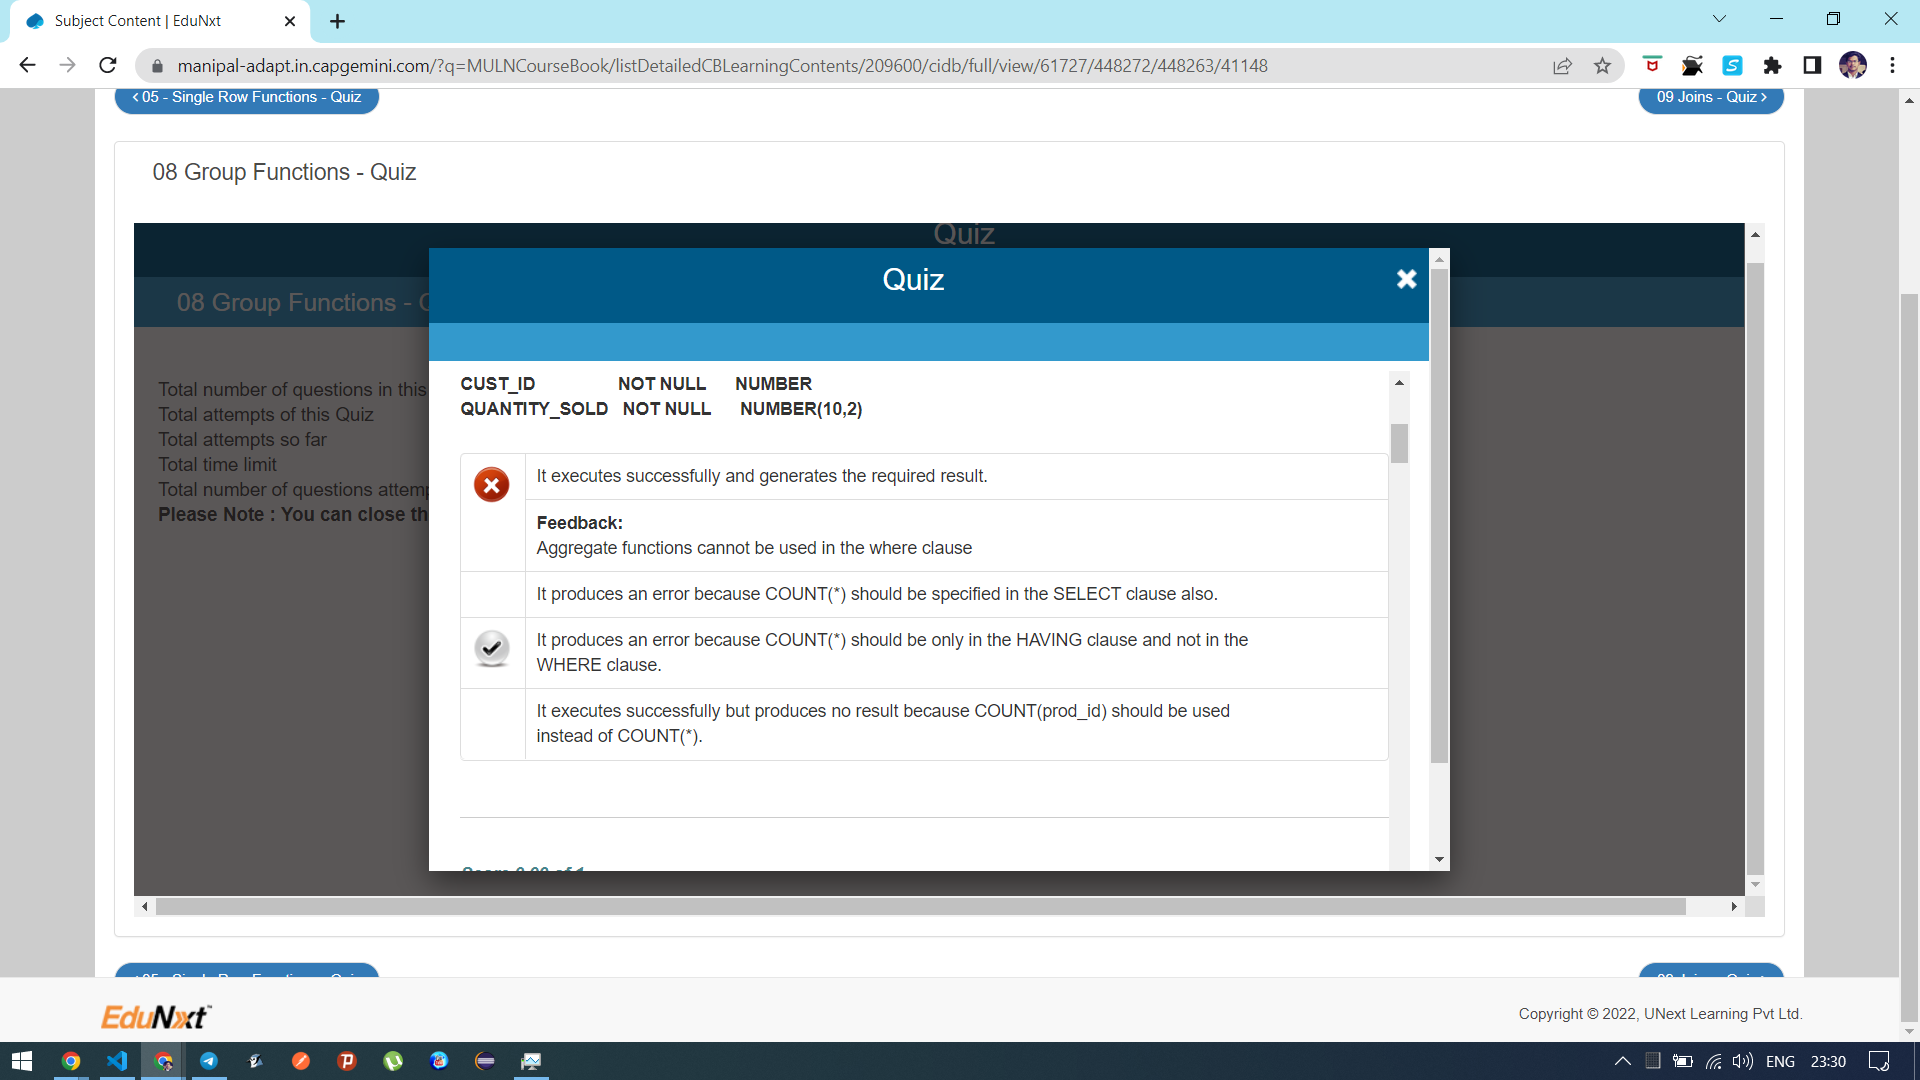 Subject Content | EduNxt
manipal-adapt.in.capgemini.com/?q=MULNCourseBook/listDetailedCBLearningContents/209600/cidb/full/view/61727/448272/448263/41148
< 05 - Single Row Functions - Quiz
09 Joins - Quiz >
08 Group Functions - Quiz
Quiz
08 Group Functions - Q
Quiz
Total number of questions in this
Total attempts of this Quiz
Total attempts so far
Total time limit
Total number of questions attemp
Please Note : You can close th
CUST_ID NOT NULL NUMBER
QUANTITY_SOLD NOT NULL NUMBER(10,2)
It executes successfully and generates the required result.
Feedback:
Aggregate functions cannot be used in the where clause
It produces an error because COUNT(*) should be specified in the SELECT clause also.
It produces an error because COUNT(*) should be only in the HAVING clause and not in the
WHERE clause.
It executes successfully but produces no result because COUNT(prod_id) should be used
instead of COUNT(*).
EduNxt
Copyright © 2022, UNext Learning Pvt Ltd.
ENG
23:30